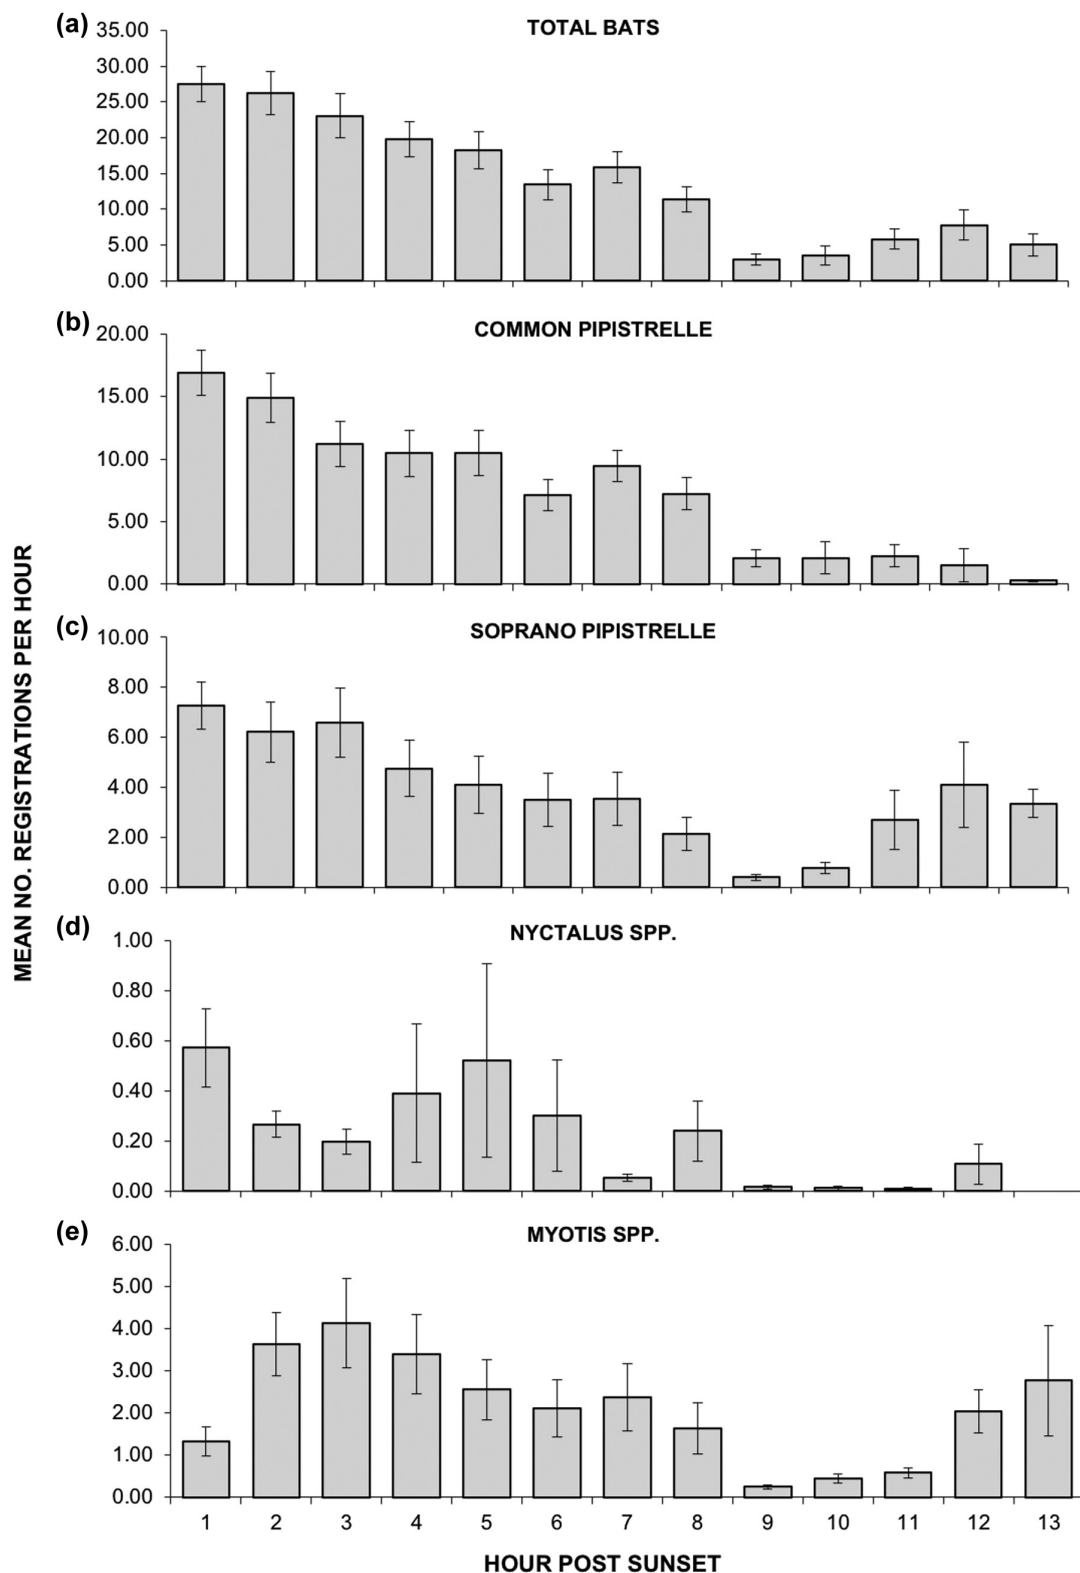 (a)
TOTAL BATS
35.00
30.00
25.00
20.00
15.00
10.00
5.00
0.00
(b)
COMMON PIPISTRELLE
20.00
15.00
10.00
5.00
0.00
(c)
SOPRANO PIPISTRELLE
10.00
8.00
6.00
4.00
2.00
0.00
(d)
NYCTALUS SPP.
1.00
0.80
0.60
0.40
0.20
0.00
(e)
MYOTIS SPP.
6.00
5.00
4.00
3.00
2.00
1.00
0.00
1 2 3 4 5 6 7 8 9 10 11 12 13
HOUR POST SUNSET
MEAN NO. REGISTRATIONS PER HOUR